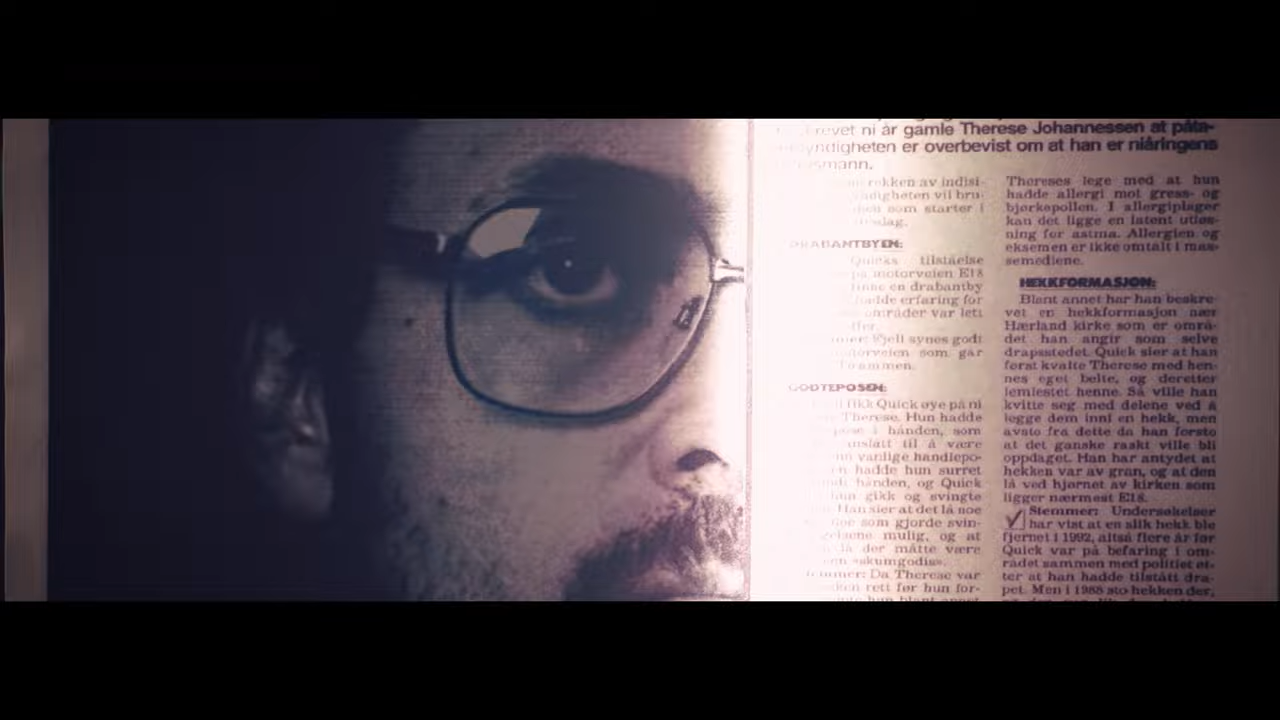 år gamle Therese Johannessen at påta-
yndigheten er overbevist om at han er niåringens
rekken av indisi-
vil bru-
den som starter i
DRABANTBYEN:
Quicks tilståelse
på motorveien E18
finne en drabantby
hadde erfaring for
områder var lett
Fjell synes godt
som går
GODTEPOSEN:
fikk Quick øye på ni
Therese. Hun hadde
i hånden, som
til å være
vanlige handlepo-
hadde hun surret
hånden, og Quick
hun gikk og svingte
Han sier at det lå noe
som gjorde svin-
mulig, og at
der måtte være
«skumgodis».
Da Therese var
rett før hun for-
hun blant annet
Thereses lege med at hun
hadde allergi mot gress- og
bjørkepollen. I allergiplager
kan det ligge en latent utløs-
ning for astma. Allergien og
eksemen er ikke omtalt i mas-
semediene.
HEKKFORMASJON:
Blant annet har han beskre-
vet en hekkformasjon nær
Hærland kirke som er områ-
det han angir som selve
drapsstedet. Quick sier at han
først kvalte Therese med hen-
nes eget belte, og deretter
lemlestet henne. Så ville han
kvitte seg med delene ved å
legge dem inni en hekk, men
avsto fra dette da han forsto
at det ganske raskt ville bli
oppdaget. Han har antydet at
hekken var av gran, og at den
lå ved hjørnet av kirken som
ligger nærmest E18.
Stemmer: Undersøkelser
har vist at en slik hekk ble
fjernet i 1992, altså flere år før
Quick var på befaring i om-
rådet sammen med politiet et-
ter at han hadde tilstått dra-
pet. Men i 1988 sto hekken der,